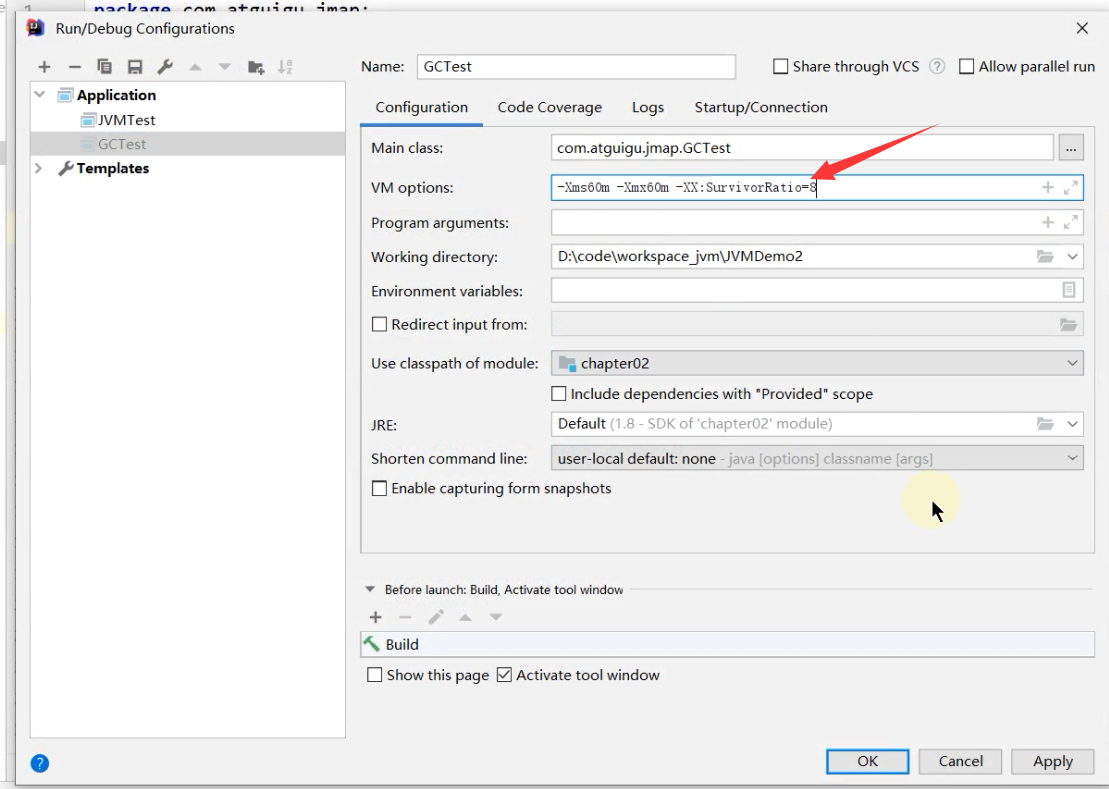 package com.atguigu.jmap;
Run/Debug Configurations
Name: GCTest
Share through VCS ?
Allow parallel run
Application
JVMTest
GCTest
Templates
Configuration Code Coverage Logs Startup/Connection
Main class: com.atguigu.jmap.GCTest ...
VM options: -Xms60m -Xmx60m -XX:SurvivorRatio=8
Program arguments:
Working directory: D:\code\workspace_jvm\JVMDemo2
Environment variables:
Redirect input from:
Use classpath of module: chapter02
Include dependencies with "Provided" scope
JRE: Default (1.8 - SDK of 'chapter02' module)
Shorten command line: user-local default: none - java [options] classname [args]
Enable capturing form snapshots
Before launch: Build, Activate tool window
Build
Show this page Activate tool window
? OK Cancel Apply